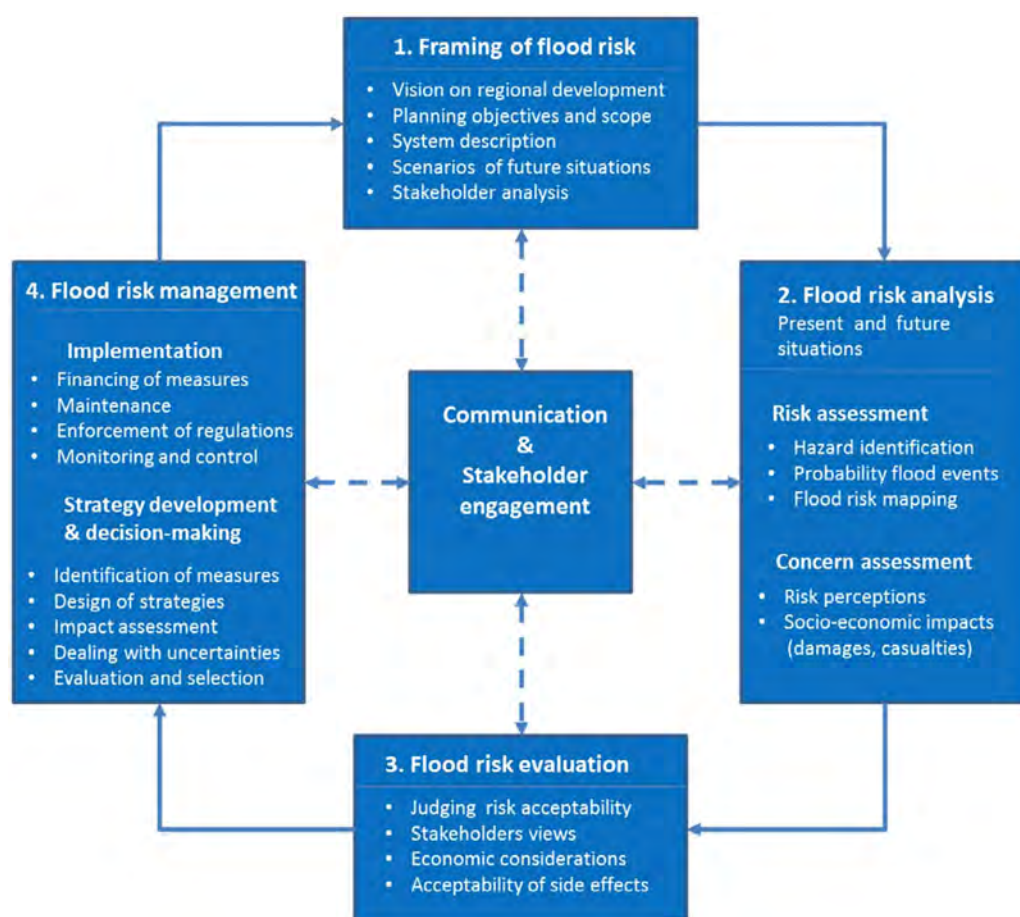 1. Framing of flood risk
• Vision on regional development
• Planning objectives and scope
• System description
• Scenarios of future situations
• Stakeholder analysis
2. Flood risk analysis
Present and future
situations
Risk assessment
• Hazard identification
• Probability flood events
• Flood risk mapping
Concern assessment
• Risk perceptions
• Socio-economic impacts
(damages, casualties)
3. Flood risk evaluation
• Judging risk acceptability
• Stakeholders views
• Economic considerations
• Acceptability of side effects
4. Flood risk management
Implementation
• Financing of measures
• Maintenance
• Enforcement of regulations
• Monitoring and control
Strategy development
& decision-making
• Identification of measures
• Design of strategies
• Impact assessment
• Dealing with uncertainties
• Evaluation and selection
Communication
&
Stakeholder
engagement